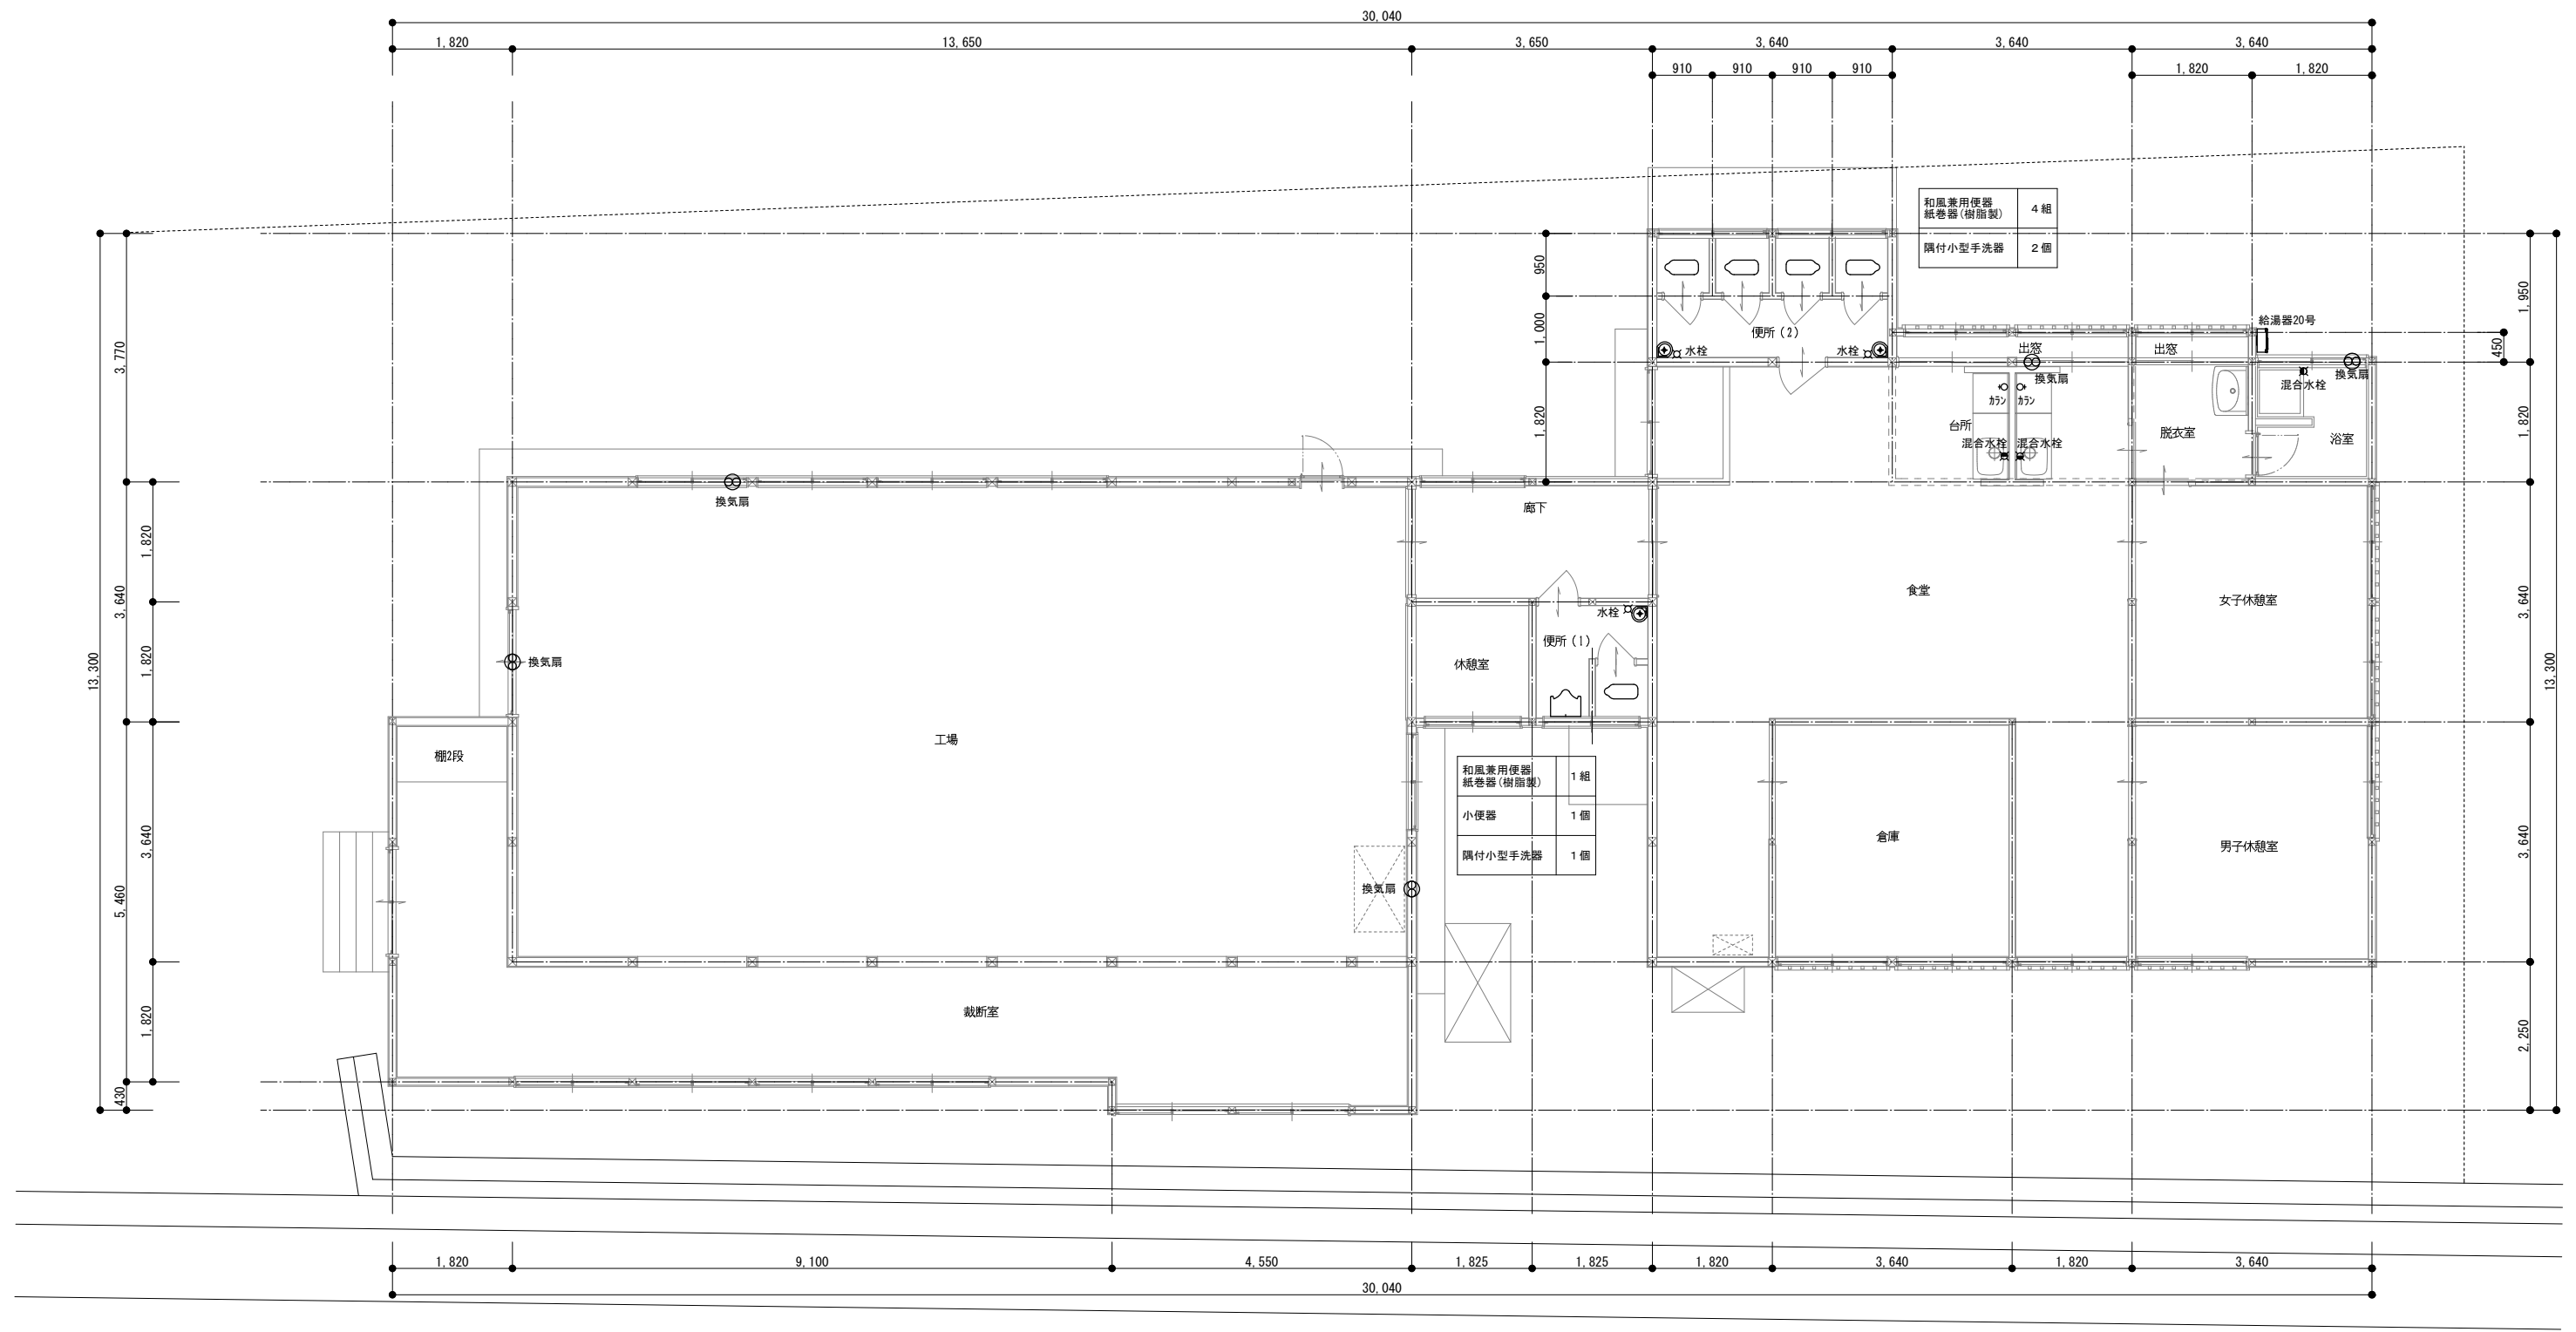 30,040
1,820
13,650
3,650
3,640
3,640
3,640
910
910
910
910
1,820
1,820
和風兼用便器
紙巻器(樹脂製)
4組
隅付小型手洗器
2個
950
1,000
1,820
1,950
450
1,820
3,640
3,640
2,250
13,300
13,300
3,770
3,640
5,460
430
1,820
1,820
3,640
1,820
便所(2)
水栓
水栓
出窓
出窓
給湯器20号
換気扇
換気扇
混合水栓
カラン
カラン
台所
混合水栓
混合水栓
脱衣室
浴室
換気扇
廊下
食堂
女子休憩室
水栓
便所(1)
休憩室
換気扇
工場
棚2段
和風兼用便器
紙巻器(樹脂製)
1組
小便器
1個
隅付小型手洗器
1個
倉庫
男子休憩室
換気扇
裁断室
1,820
9,100
4,550
1,825
1,825
1,820
3,640
1,820
3,640
30,040